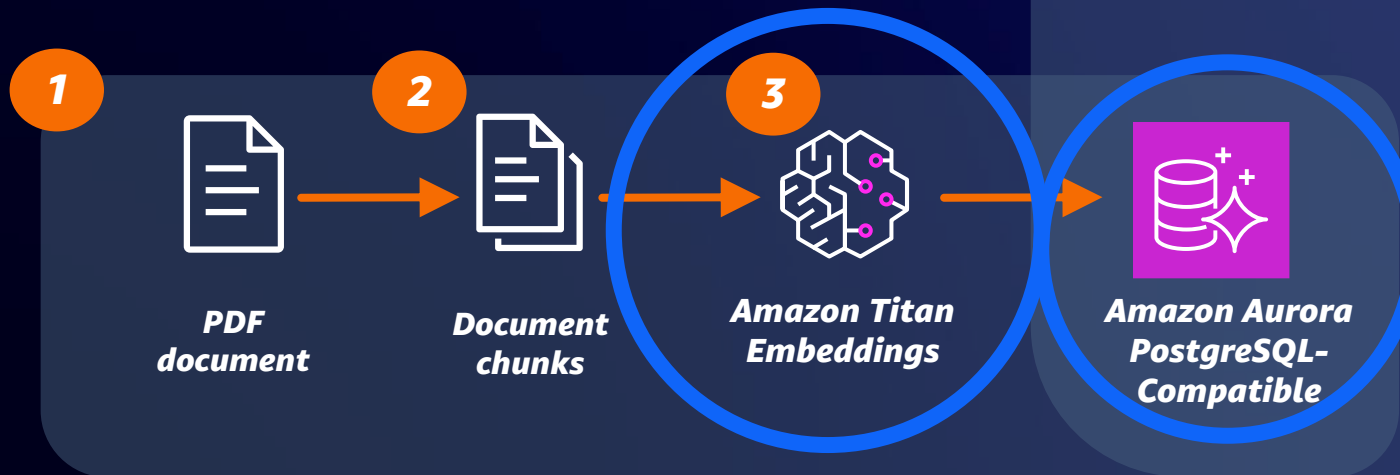 1
2
3
PDF
document
Document
chunks
Amazon Titan
Embeddings
Amazon Aurora
PostgreSQL-
Compatible